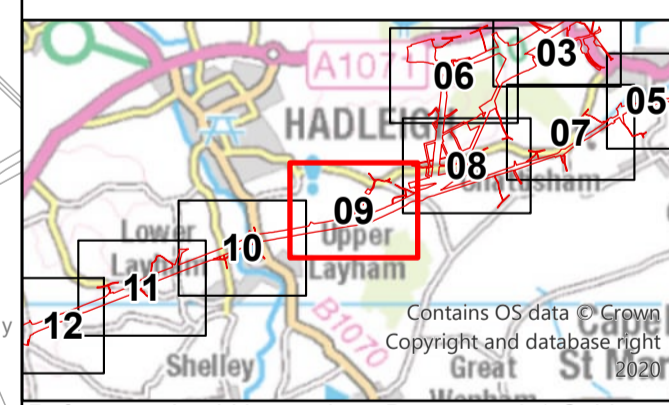 03
06
A1071
05
HADLEIGH
07
08
09
Lower
Layham
Upper
Layham
10
11
12
B1070
Contains OS data © Crown
Copyright and database right
2020
Shelley
Great
Wenham
y